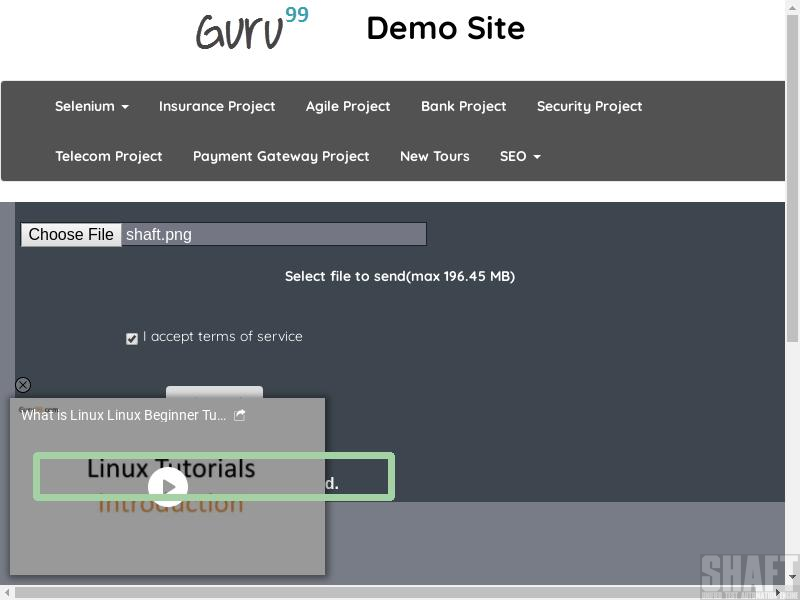 Guru99
Demo Site
Selenium
Insurance Project
Agile Project
Bank Project
Security Project
Telecom Project
Payment Gateway Project
New Tours
SEO
Choose File shaft.png
Select file to send(max 196.45 MB)
I accept terms of service
What is Linux Linux Beginner Tu...
Linux Tutorials
Introduction
d.
SHAFT